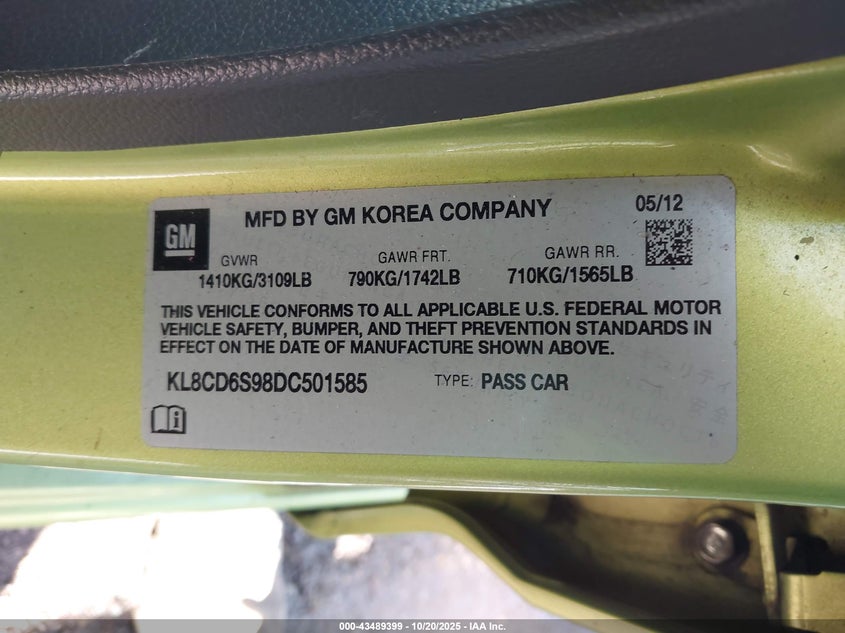 GM
MFD BY GM KOREA COMPANY
05/12
GVWR GAWR FRT. GAWR RR.
1410KG/3109LB 790KG/1742LB 710KG/1565LB
THIS VEHICLE CONFORMS TO ALL APPLICABLE U.S. FEDERAL MOTOR
VEHICLE SAFETY, BUMPER, AND THEFT PREVENTION STANDARDS IN
EFFECT ON THE DATE OF MANUFACTURE SHOWN ABOVE.
KL8CD6S98DC501585 TYPE: PASS CAR
000-43489399 - 10/20/2025 - IAA Inc.